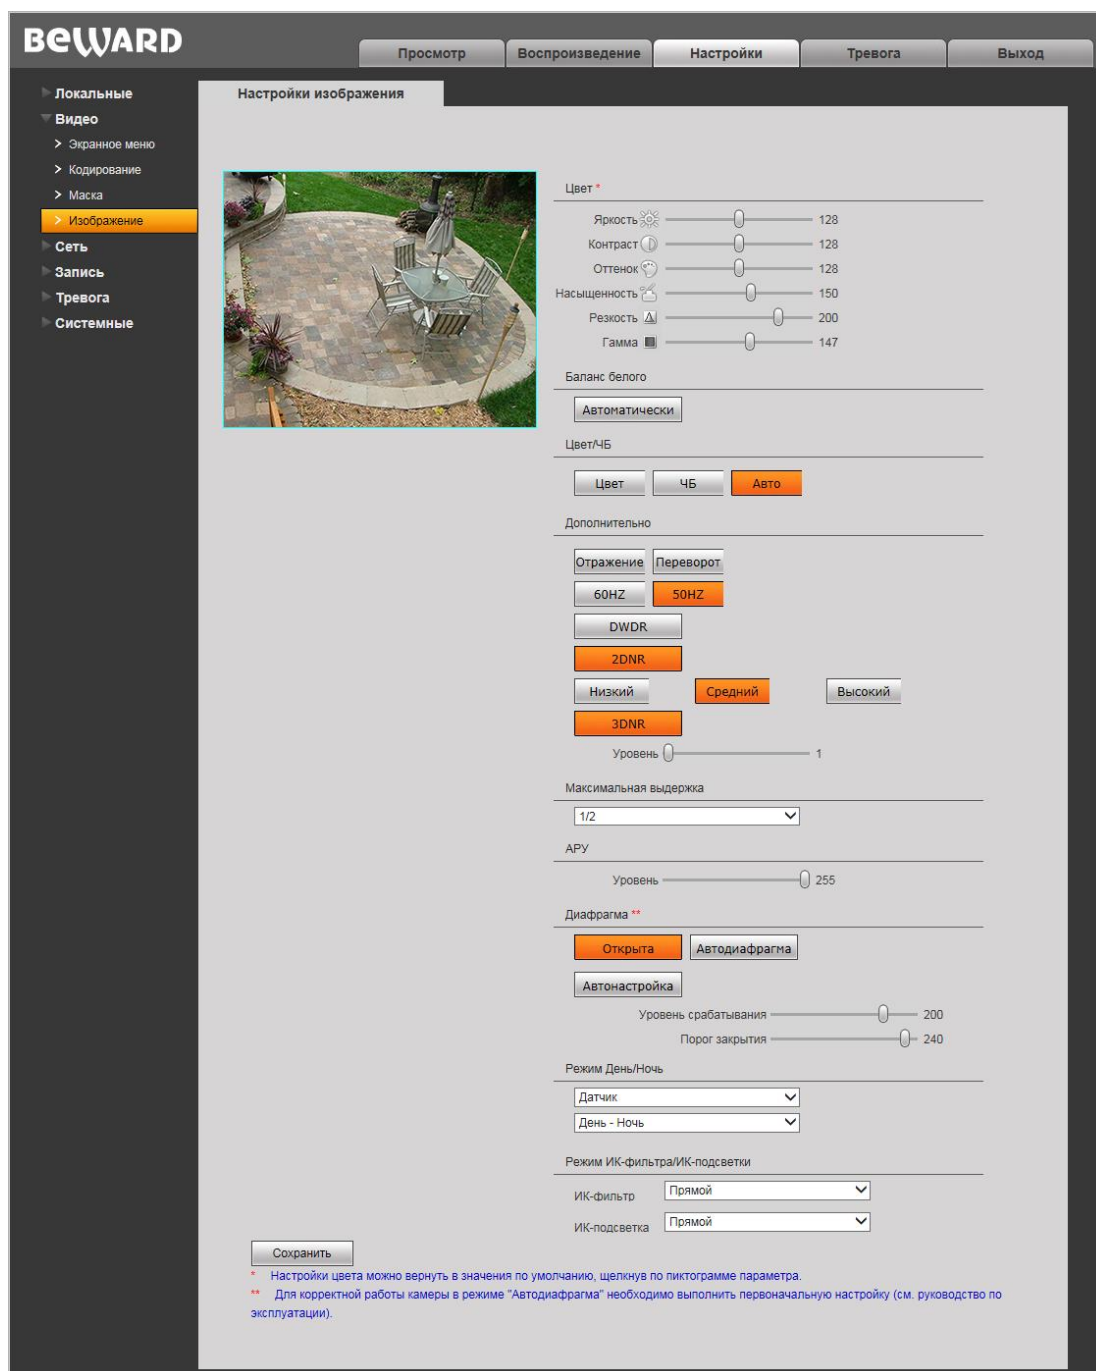 BEWARD
Просмотр
Воспроизведение
Настройки
Тревога
Выход
Локальные
Видео
Экранное меню
Кодирование
Маска
Изображение
Сеть
Запись
Тревога
Системные
Настройки изображения
Цвет *
Яркость 128
Контраст 128
Оттенок 128
Насыщенность 150
Резкость 200
Гамма 147
Баланс белого
Автоматически
Цвет/ЧБ
Цвет ЧБ Авто
Дополнительно
Отражение Переворот
60HZ 50HZ
DWDR
2DNR
Низкий Средний Высокий
3DNR
Уровень 1
Максимальная выдержка
1/2
АРУ
Уровень 255
Диафрагма **
Открыта Автодиафрагма
Автонастройка
Уровень срабатывания 200
Порог закрытия 240
Режим День/Ночь
Датчик
День - Ночь
Режим ИК-фильтра/ИК-подсветки
ИК-фильтр Прямой
ИК-подсветка Прямой
Сохранить
* Настройки цвета можно вернуть в значения по умолчанию, щелкнув по пиктограмме параметра.
** Для корректной работы камеры в режиме "Автодиафрагма" необходимо выполнить первоначальную настройку (см. руководство по
эксплуатации).